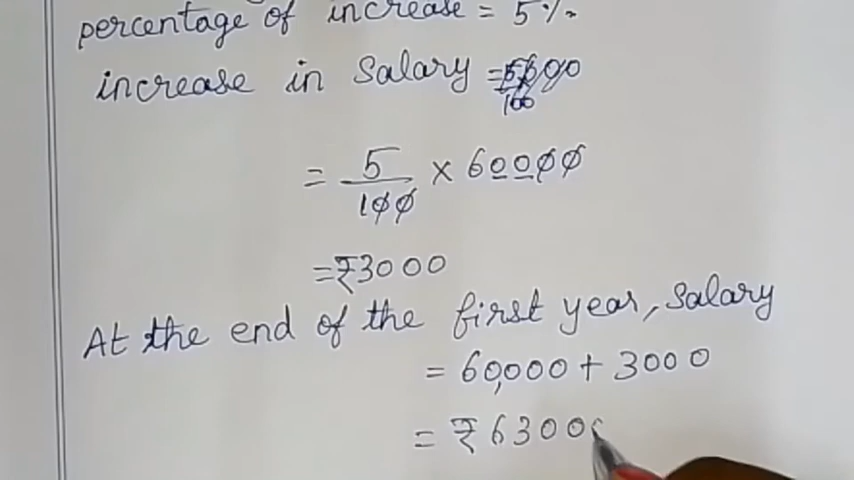 percentage of increase = 5%
increase in Salary =
100
= 5/100 × 60000
= ₹3000
At the end of the first year, Salary
= 60,000 + 3000
= ₹63000